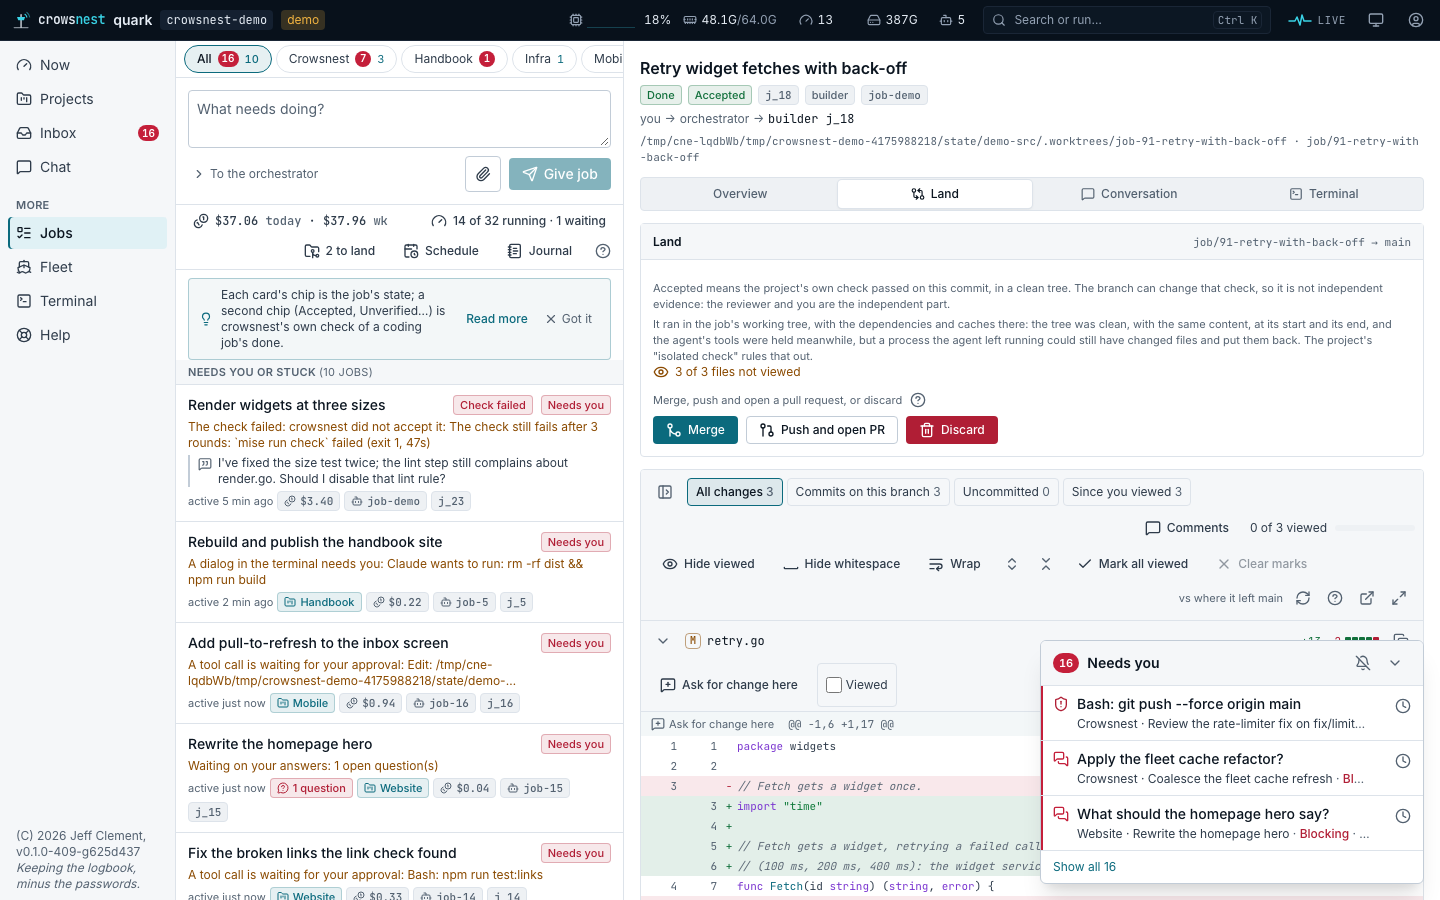 crowsnest quark crowsnest-demo demo 18% 48.1G/64.0G 13 387G 5 Search or run... Ctrl K LIVE
Now
Projects
Inbox 16
Chat
MORE
Jobs
Fleet
Terminal
Help
(C) 2026 Jeff Clement,
v0.1.0-409-g625d437
Keeping the logbook,
minus the passwords.
All 16 10 Crowsnest 7 3 Handbook 1 Infra 1 Mobi
What needs doing?
To the orchestrator Give job
$37.06 today · $37.96 wk 14 of 32 running · 1 waiting
2 to land Schedule Journal
Each card's chip is the job's state; a
second chip (Accepted, Unverified...) is
crowsnest's own check of a coding
job's done.
Read more Got it
NEEDS YOU OR STUCK (10 JOBS)
Render widgets at three sizes Check failed Needs you
The check failed: crowsnest did not accept it: The check still fails after 3
rounds: `mise run check` failed (exit 1, 47s)
I've fixed the size test twice; the lint step still complains about
render.go. Should I disable that lint rule?
active 5 min ago $3.40 job-demo j_23
Rebuild and publish the handbook site Needs you
A dialog in the terminal needs you: Claude wants to run: rm -rf dist &&
npm run build
active 2 min ago Handbook $0.22 job-5 j_5
Add pull-to-refresh to the inbox screen Needs you
A tool call is waiting for your approval: Edit: /tmp/cne-
lqdbWb/tmp/crowsnest-demo-4175988218/state/demo-...
active just now Mobile $0.94 job-16 j_16
Rewrite the homepage hero Needs you
Waiting on your answers: 1 open question(s)
active just now 1 question Website $0.04 job-15
j_15
Fix the broken links the link check found Needs you
A tool call is waiting for your approval: Bash: npm run test:links
active just now Website $0.33 job-14 j_14
Retry widget fetches with back-off
Done Accepted j_18 builder job-demo
you → orchestrator → builder j_18
/tmp/cne-lqdbWb/tmp/crowsnest-demo-4175988218/state/demo-src/.worktrees/job-91-retry-with-back-off · job/91-retry-with
-back-off
Overview Land Conversation Terminal
Land job/91-retry-with-back-off → main
Accepted means the project's own check passed on this commit, in a clean tree. The branch can change that check, so it is not independent
evidence: the reviewer and you are the independent part.
It ran in the job's working tree, with the dependencies and caches there: the tree was clean, with the same content, at its start and its end, and
the agent's tools were held meanwhile, but a process the agent left running could still have changed files and put them back. The project's
"isolated check" rules that out.
3 of 3 files not viewed
Merge, push and open a pull request, or discard
Merge Push and open PR Discard
All changes 3 Commits on this branch 3 Uncommitted 0 Since you viewed 3
Comments 0 of 3 viewed
Hide viewed Hide whitespace Wrap Mark all viewed Clear marks
vs where it left main
M retry.go
Ask for change here Viewed
Ask for change here @@ -1,6 +1,17 @@
1 1 package widgets
2 2
3 - // Fetch gets a widget once.
3 + import "time"
4 +
5 + // Fetch gets a widget, retrying a failed call
6 + // (100 ms, 200 ms, 400 ms): the widget servic
4 7 func Fetch(id string) (string, error) {
16 Needs you
Bash: git push --force origin main
Crowsnest · Review the rate-limiter fix on fix/limit...
Apply the fleet cache refactor?
Crowsnest · Coalesce the fleet cache refresh · Bl...
What should the homepage hero say?
Website · Rewrite the homepage hero · Blocking · ...
Show all 16